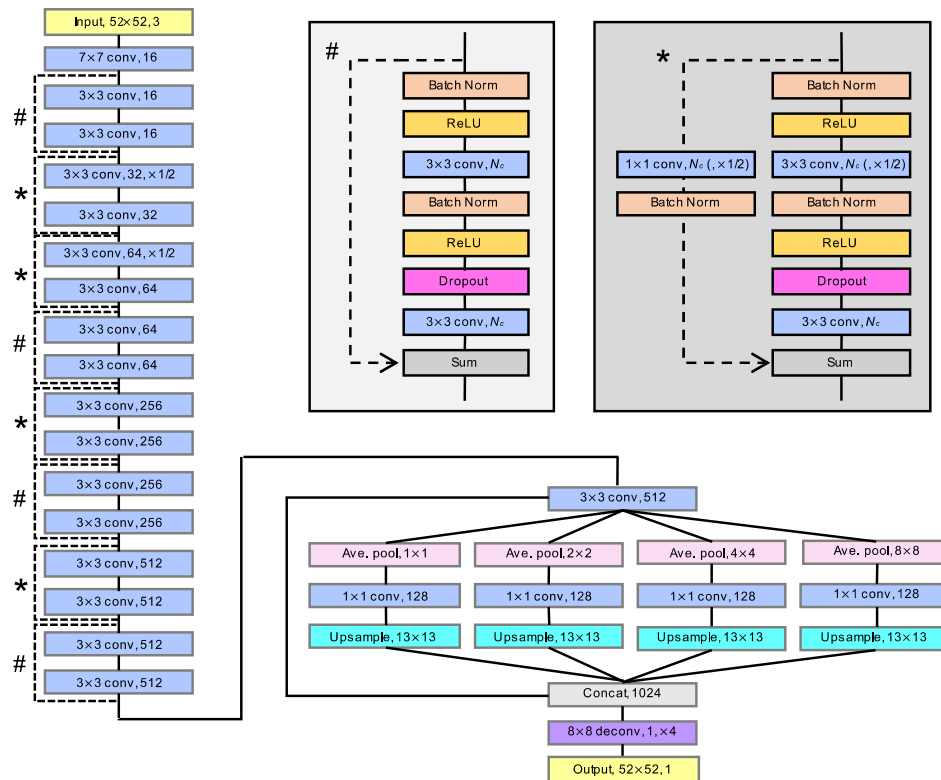 Input, 52×52, 3
7×7 conv, 16
#
3×3 conv, 16
3×3 conv, 16
*
3×3 conv, 32, ×1/2
3×3 conv, 32
*
3×3 conv, 64, ×1/2
3×3 conv, 64
#
3×3 conv, 64
3×3 conv, 64
*
3×3 conv, 256
3×3 conv, 256
#
3×3 conv, 256
3×3 conv, 256
*
3×3 conv, 512
3×3 conv, 512
#
3×3 conv, 512
3×3 conv, 512
#
Batch Norm
ReLU
3×3 conv, Nc
Batch Norm
ReLU
Dropout
3×3 conv, Nc
Sum
*
1×1 conv, Nc (, ×1/2)
Batch Norm
Batch Norm
ReLU
3×3 conv, Nc (, ×1/2)
Batch Norm
ReLU
Dropout
3×3 conv, Nc
Sum
3×3 conv, 512
Ave. pool, 1×1 Ave. pool, 2×2 Ave. pool, 4×4 Ave. pool, 8×8
1×1 conv, 128 1×1 conv, 128 1×1 conv, 128 1×1 conv, 128
Upsample, 13×13 Upsample, 13×13 Upsample, 13×13 Upsample, 13×13
Concat, 1024
8×8 deconv, 1, ×4
Output, 52×52, 1